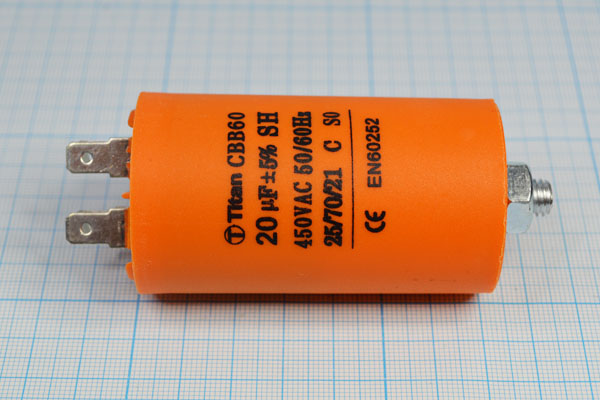 Titan CBB60
20 µF±5% SH
450VAC 50/60Hz
25/70/21 C S0
CE EN60252